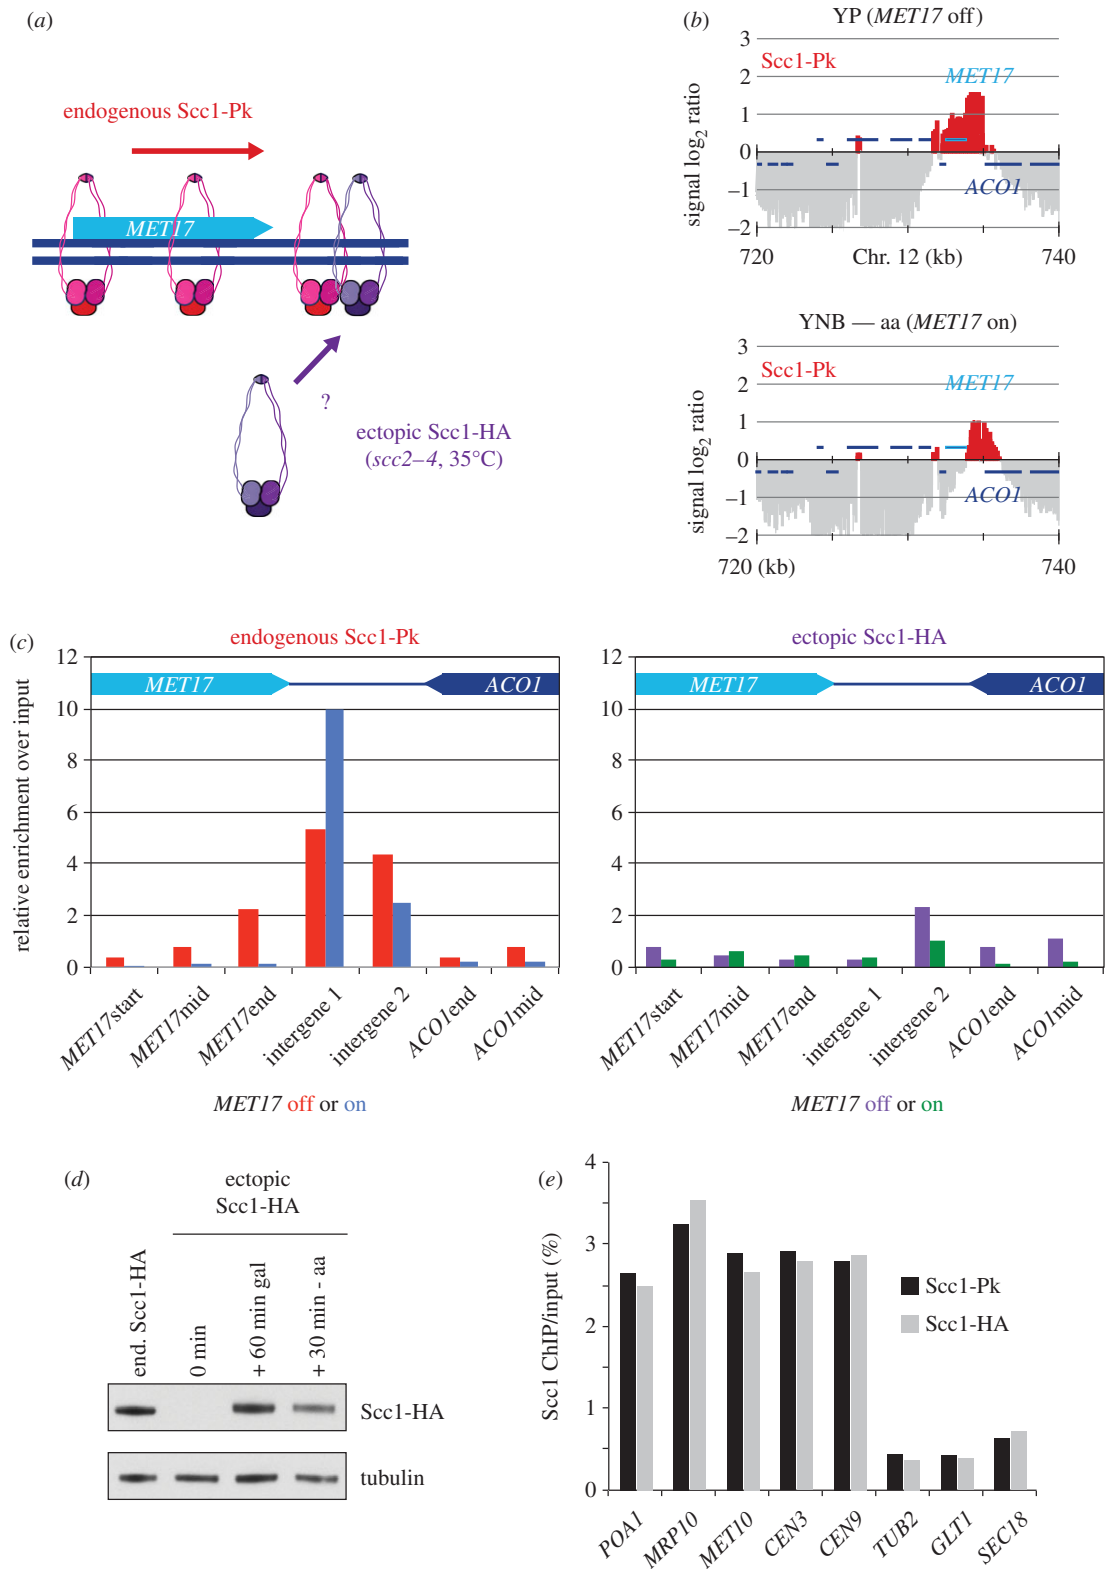 (a)
endogenous Scc1-Pk
MET17
?
ectopic Scc1-HA
(scc2–4, 35°C)
(b)
YP (MET17 off)
3
2
1
0
–1
–2
signal log2 ratio
Scc1-Pk
MET17
ACO1
720
Chr. 12 (kb)
740
YNB — aa (MET17 on)
3
2
1
0
–1
–2
signal log2 ratio
Scc1-Pk
MET17
ACO1
720 (kb)
740
(c)
endogenous Scc1-Pk
12
10
8
6
4
2
0
relative enrichment over input
MET17
ACO1
MET17start
MET17mid
MET17end
intergene 1
intergene 2
ACO1end
ACO1mid
MET17 off or on
ectopic Scc1-HA
12
10
8
6
4
2
0
MET17
ACO1
MET17start
MET17mid
MET17end
intergene 1
intergene 2
ACO1end
ACO1mid
MET17 off or on
(d)
ectopic
Scc1-HA
end. Scc1-HA
0 min
+ 60 min gal
+ 30 min - aa
Scc1-HA
tubulin
(e)
4
3
2
1
0
Scc1 ChIP/input (%)
Scc1-Pk
Scc1-HA
POA1
MRP10
MET10
CEN3
CEN9
TUB2
GLT1
SEC18